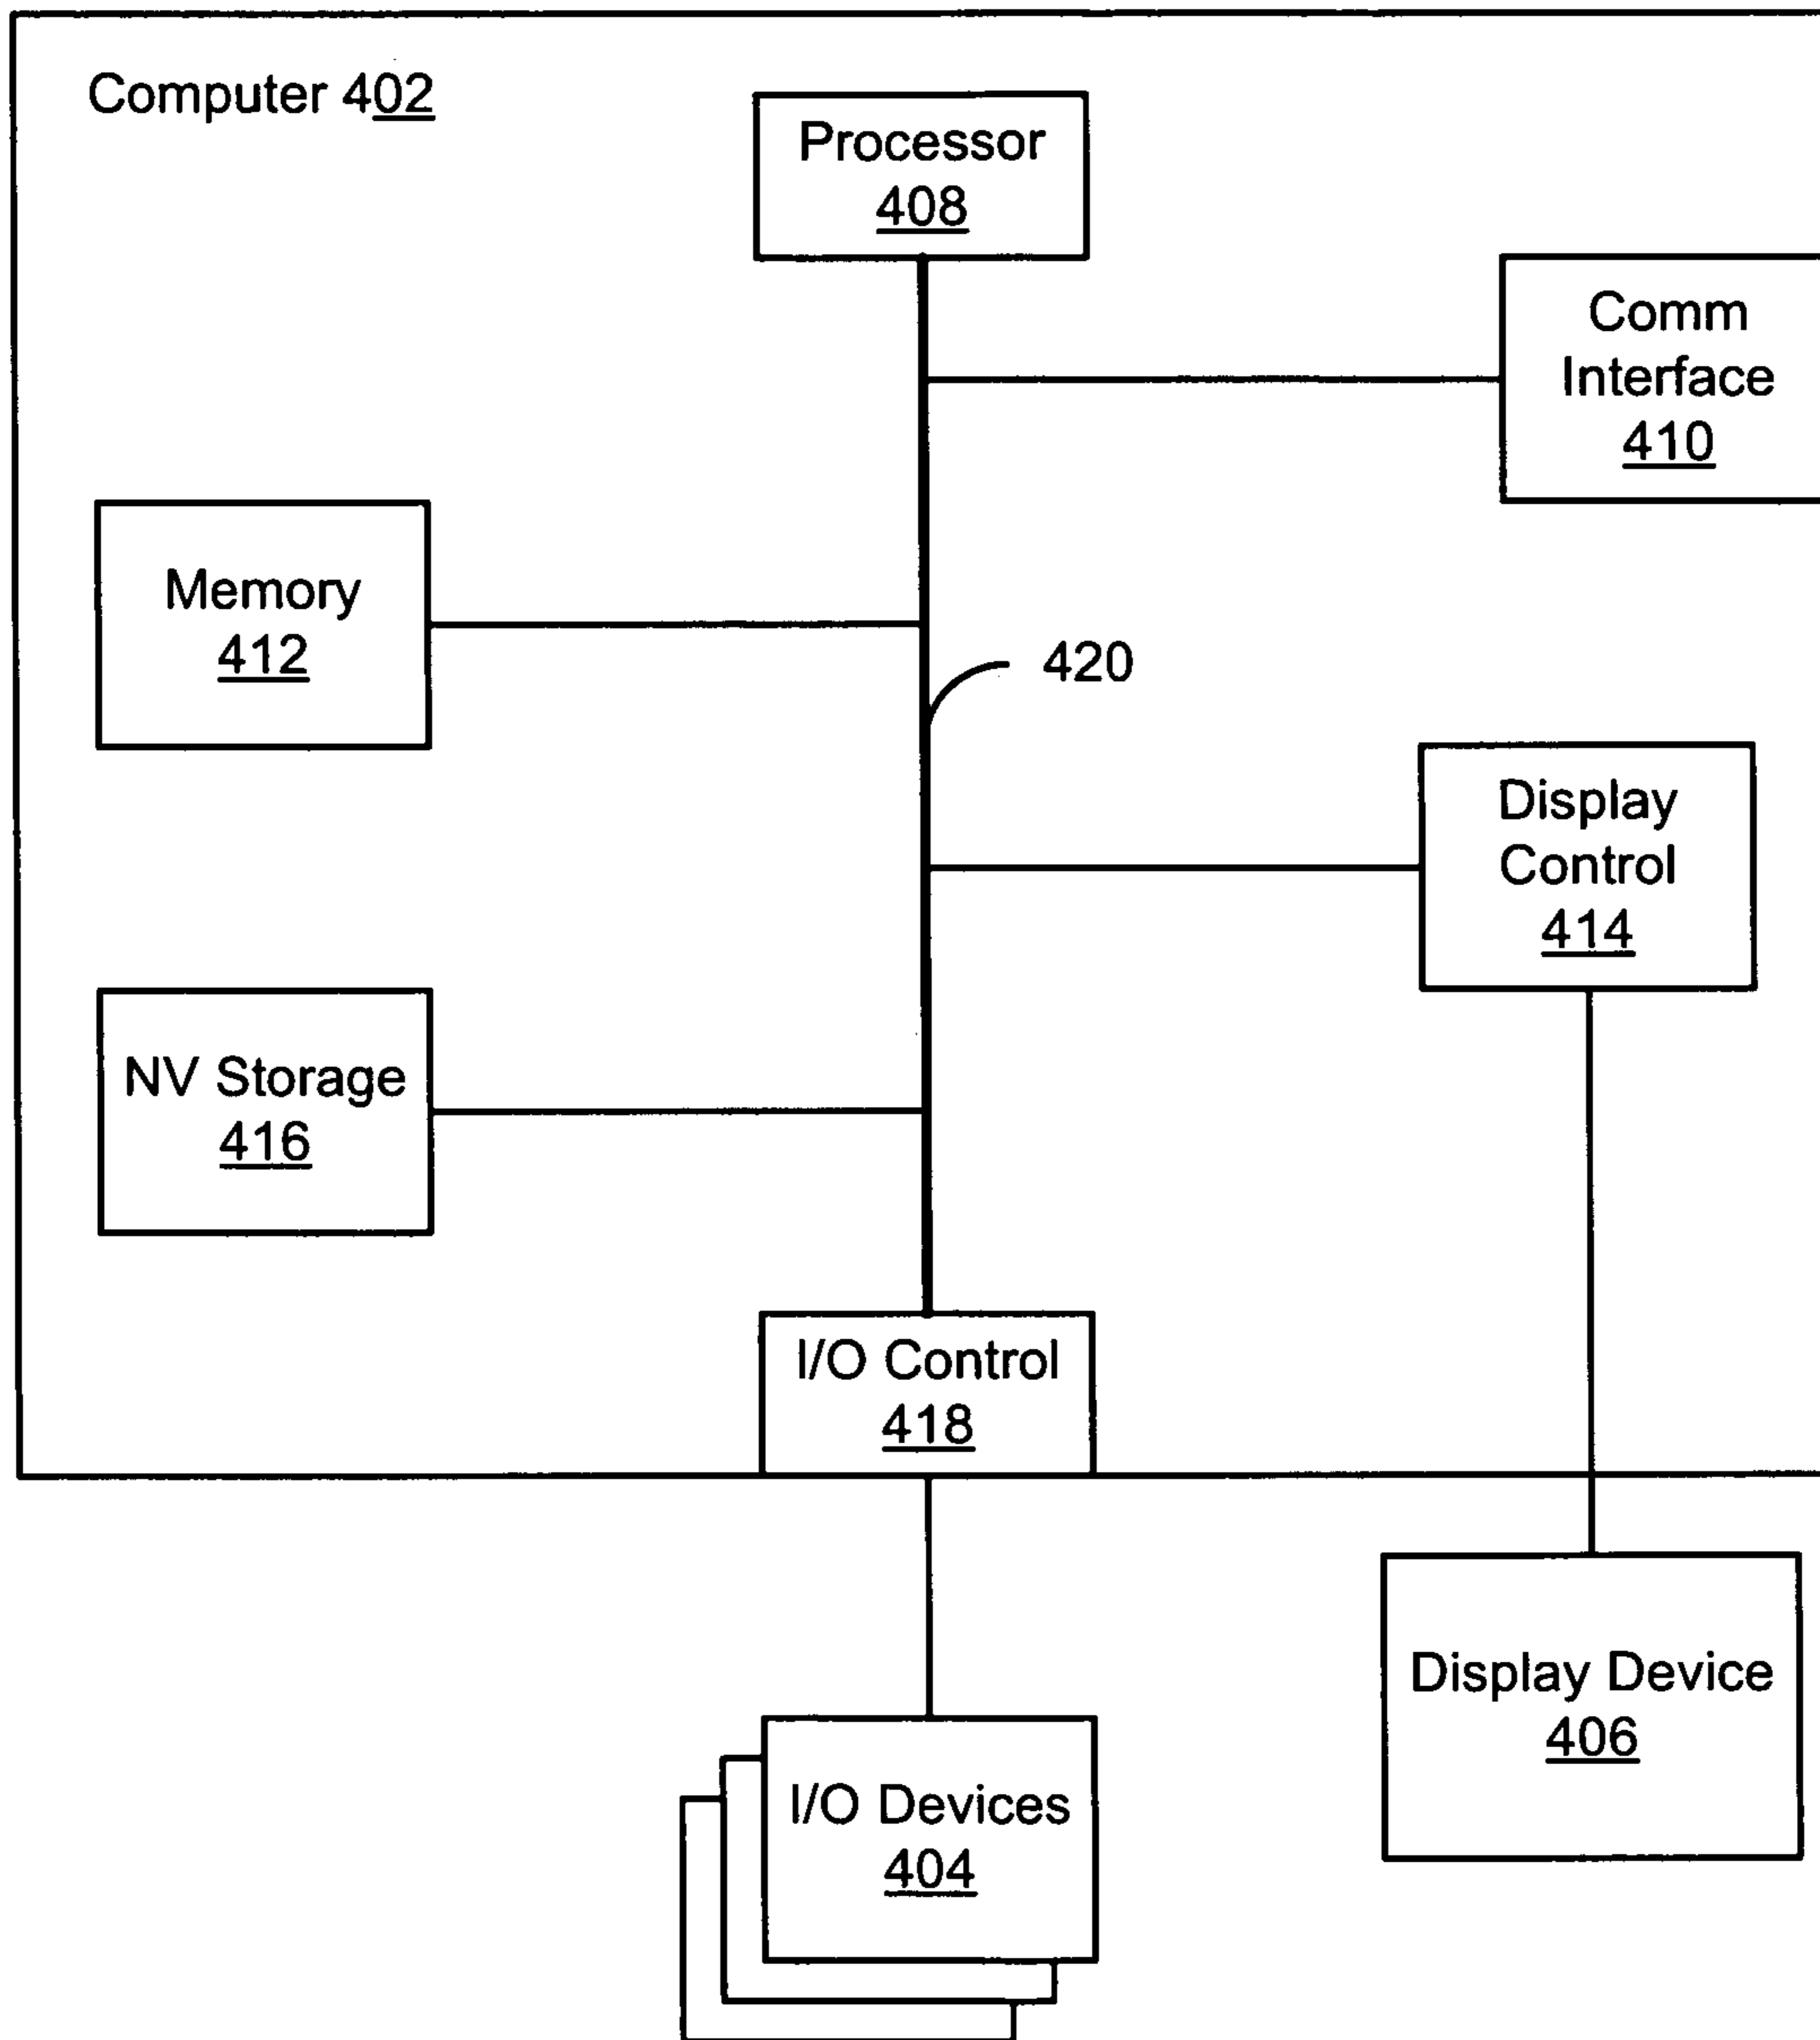 Computer 402
Processor
408
Comm
Interface
410
Memory
412
420
Display
Control
414
NV Storage
416
I/O Control
418
Display Device
406
I/O Devices
404